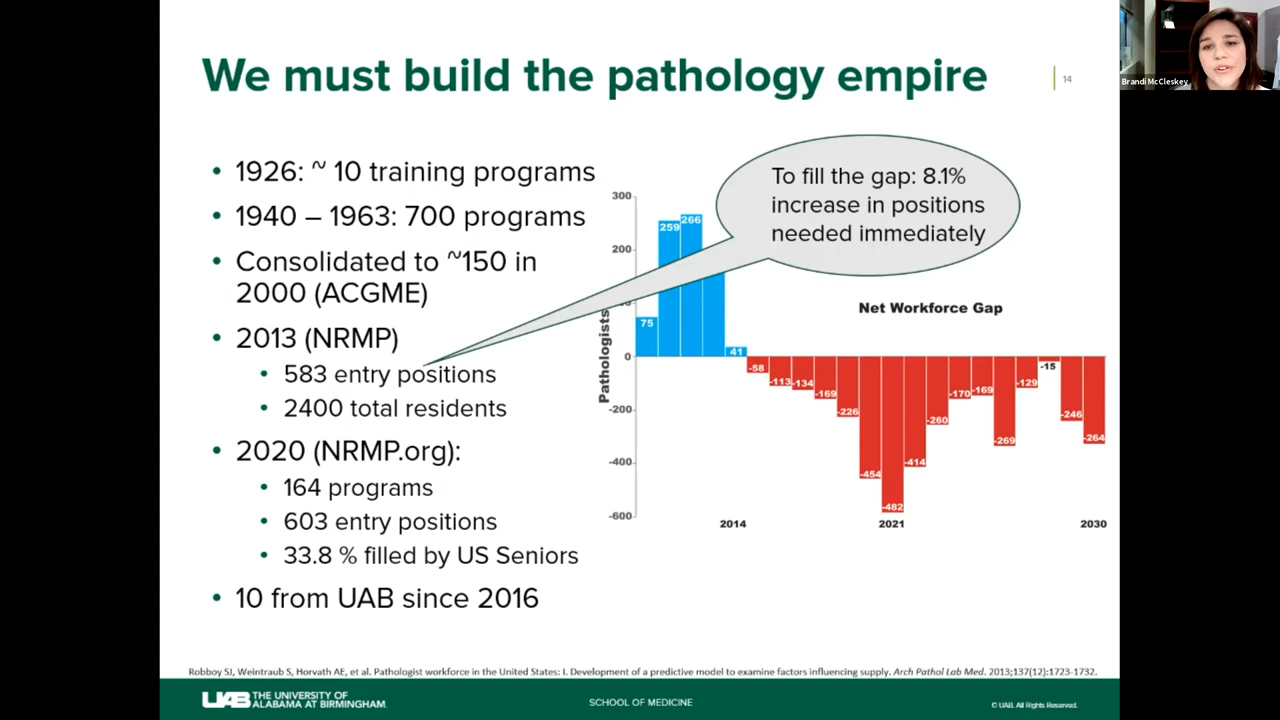 We must build the pathology empire
14
Brandi McCleskey
• 1926: ~ 10 training programs
• 1940 – 1963: 700 programs
• Consolidated to ~150 in
2000 (ACGME)
• 2013 (NRMP)
• 583 entry positions
• 2400 total residents
• 2020 (NRMP.org):
• 164 programs
• 603 entry positions
• 33.8 % filled by US Seniors
• 10 from UAB since 2016
To fill the gap: 8.1%
increase in positions
needed immediately
Net Workforce Gap
Pathologists
300
200
0
-200
-400
-600
75
259
266
41
-58
-113
-134
-169
-226
-454
-482
-414
-260
-170
-169
-269
-129
-15
-246
-264
2014
2021
2030
Robboy SJ, Weintraub S, Horvath AE, et al. Pathologist workforce in the United States: I. Development of a predictive model to examine factors influencing supply. Arch Pathol Lab Med. 2013;137(12):1723-1732.
UAB THE UNIVERSITY OF
ALABAMA AT BIRMINGHAM.
SCHOOL OF MEDICINE
© UAB. All Rights Reserved.